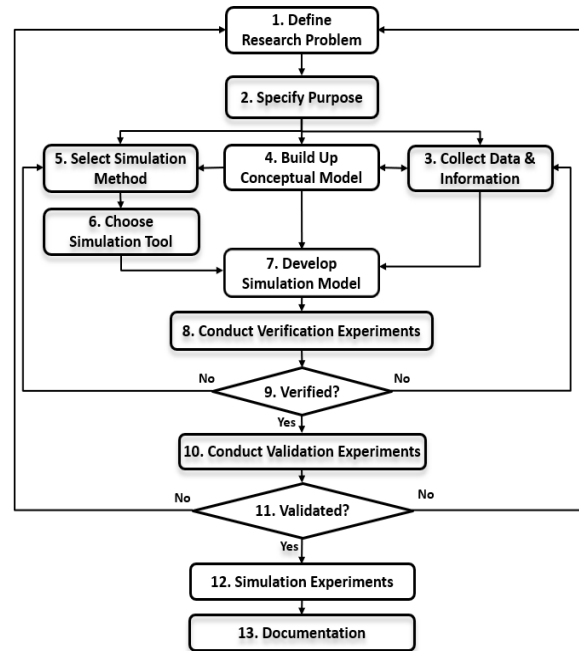 1. Define
Research Problem
2. Specify Purpose
5. Select Simulation
Method
4. Build Up
Conceptual Model
3. Collect Data &
Information
6. Choose
Simulation Tool
7. Develop
Simulation Model
8. Conduct Verification Experiments
No
No
9. Verified?
Yes
10. Conduct Validation Experiments
No
No
11. Validated?
Yes
12. Simulation Experiments
13. Documentation